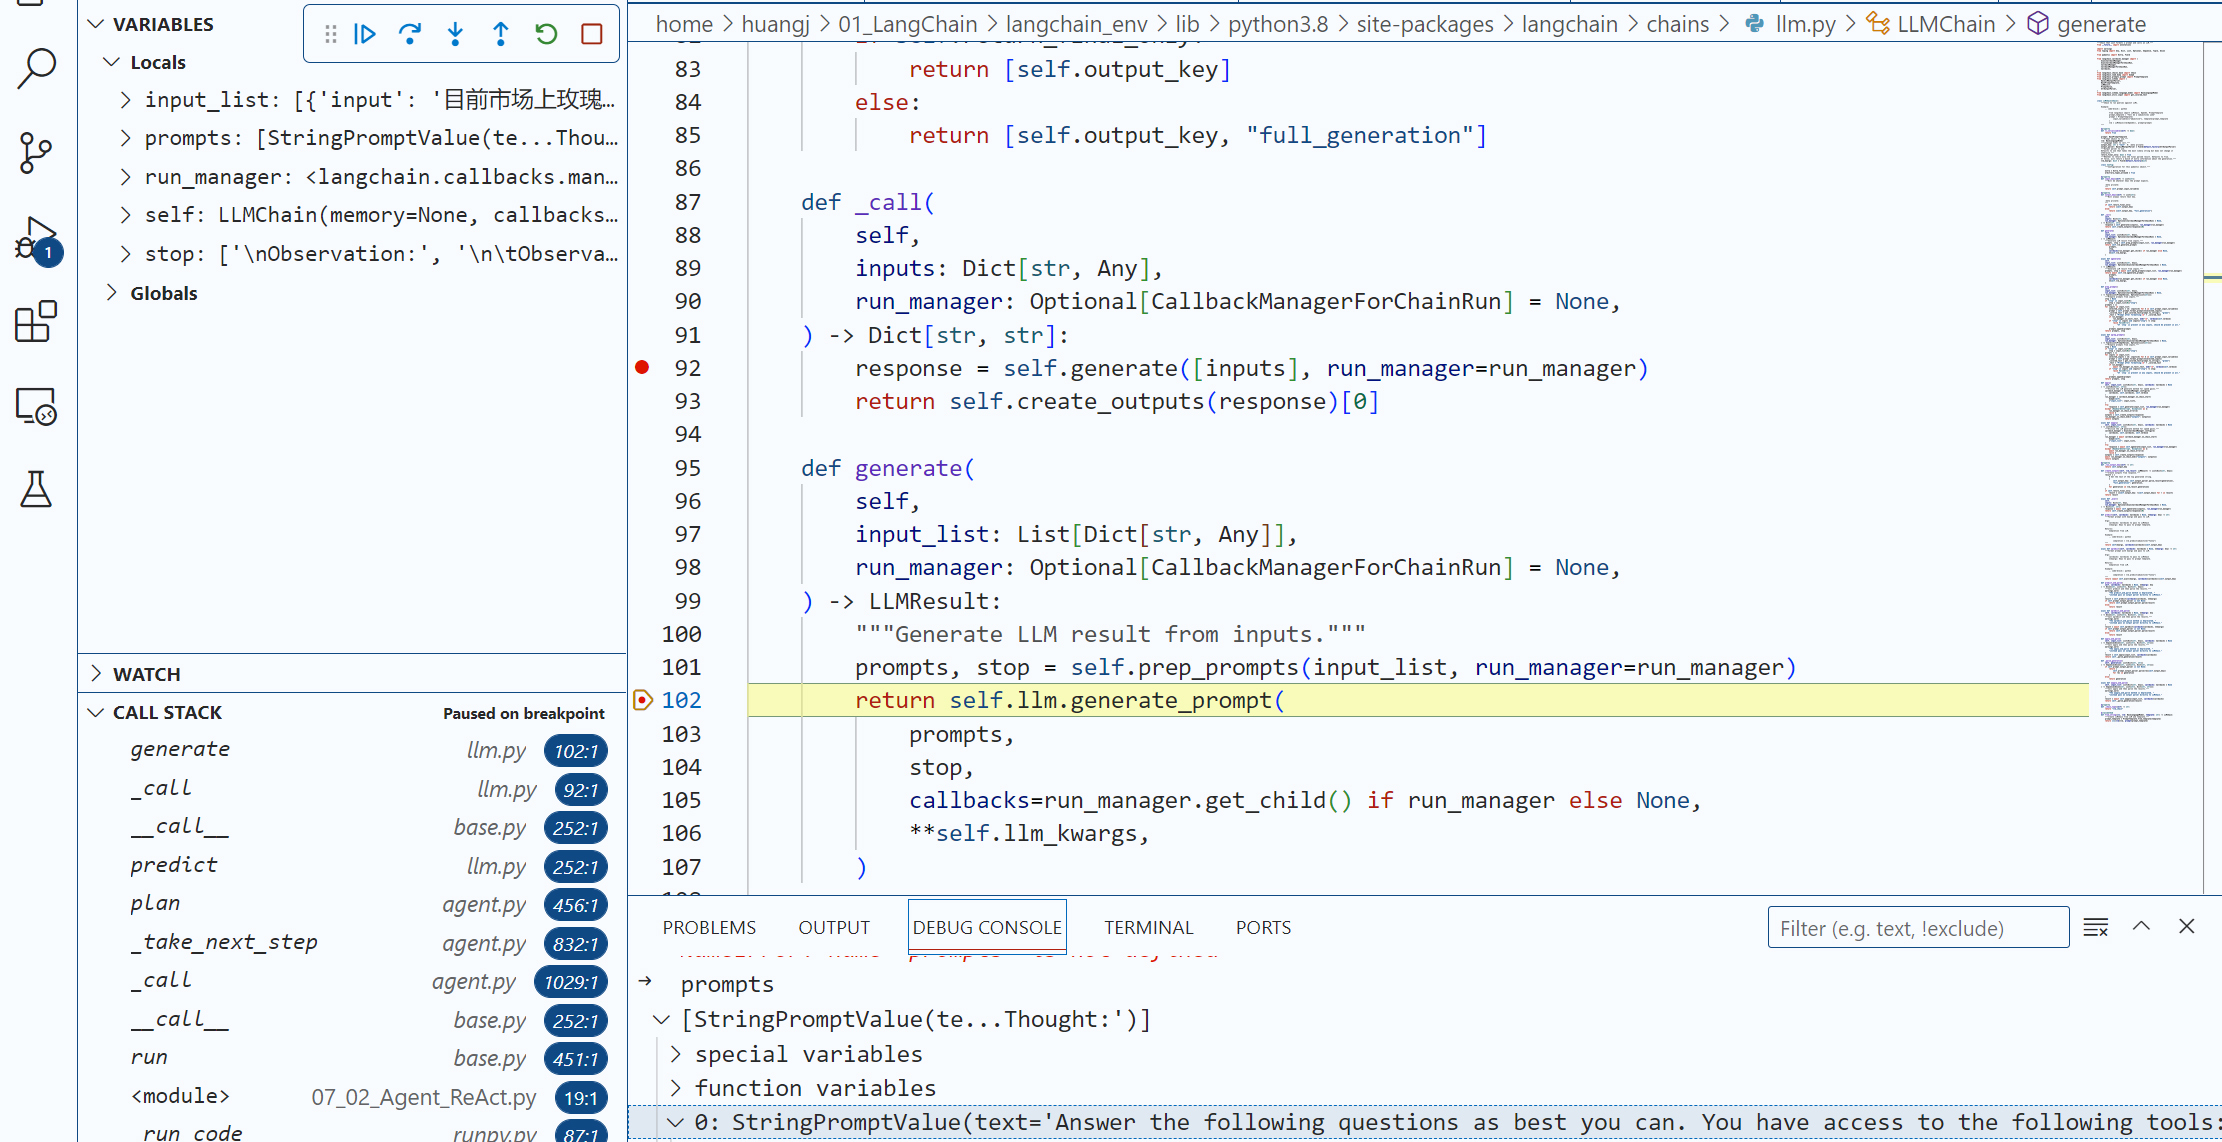 VARIABLES
Locals
input_list: [{'input': '目前市场上玫瑰...
prompts: [StringPromptValue(te...Thou...
run_manager: <langchain.callbacks.man...
self: LLMChain(memory=None, callbacks...
stop: ['\nObservation:', '\n\tObserva...
Globals
1
WATCH
CALL STACK
Paused on breakpoint
generate llm.py 102:1
_call llm.py 92:1
__call__ base.py 252:1
predict llm.py 252:1
plan agent.py 456:1
_take_next_step agent.py 832:1
_call agent.py 1029:1
__call__ base.py 252:1
run base.py 451:1
<module> 07_02_Agent_ReAct.py 19:1
run code runpy.py 87:1
home > huangj > 01_LangChain > langchain_env > lib > python3.8 > site-packages > langchain > chains > llm.py > LLMChain > generate
83 return [self.output_key]
84 else:
85 return [self.output_key, "full_generation"]
86
87 def _call(
88 self,
89 inputs: Dict[str, Any],
90 run_manager: Optional[CallbackManagerForChainRun] = None,
91 ) -> Dict[str, str]:
92 response = self.generate([inputs], run_manager=run_manager)
93 return self.create_outputs(response)[0]
94
95 def generate(
96 self,
97 input_list: List[Dict[str, Any]],
98 run_manager: Optional[CallbackManagerForChainRun] = None,
99 ) -> LLMResult:
100 """Generate LLM result from inputs."""
101 prompts, stop = self.prep_prompts(input_list, run_manager=run_manager)
102 return self.llm.generate_prompt(
103 prompts,
104 stop,
105 callbacks=run_manager.get_child() if run_manager else None,
106 **self.llm_kwargs,
107 )
PROBLEMS OUTPUT DEBUG CONSOLE TERMINAL PORTS
Filter (e.g. text, !exclude)
prompts
[StringPromptValue(te...Thought:')]
special variables
function variables
0: StringPromptValue(text='Answer the following questions as best you can. You have access to the following tools: